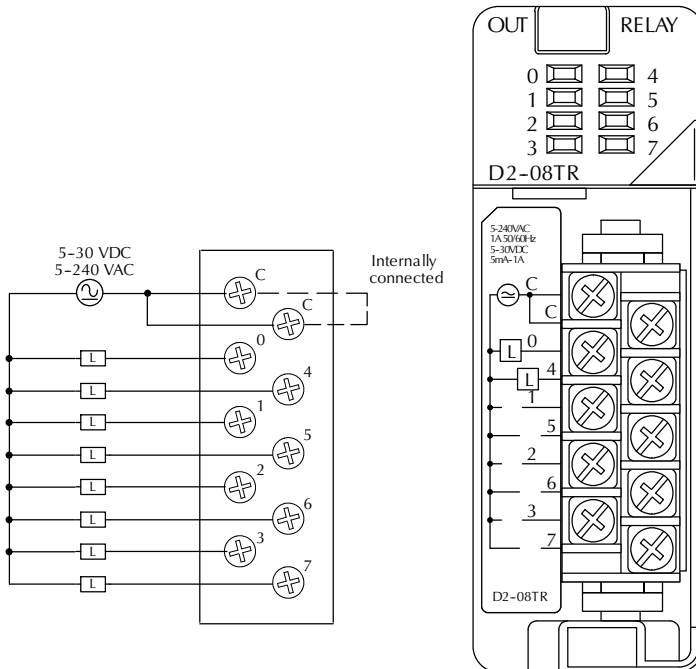 5-30 VDC
5-240 VAC
C
Internally
connected
C
0
L
4
L
1
L
5
L
2
L
6
L
3
L
7
L
OUT RELAY
0 4
1 5
2 6
3 7
D2-08TR
5-240VAC
1A 50/60Hz
5-30VDC
5mA-1A
C
C
L 0
L 4
1
5
2
6
3
7
D2-08TR